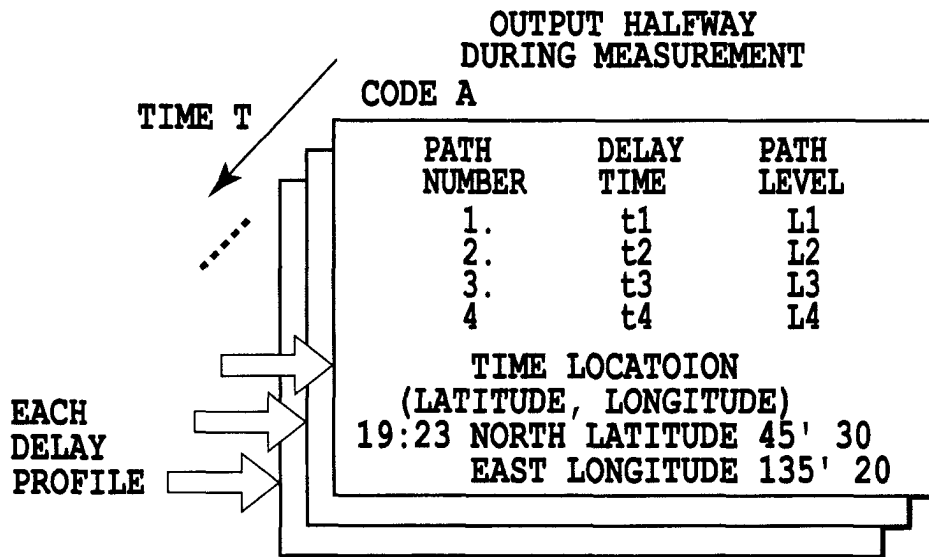 OUTPUT HALFWAY
DURING MEASUREMENT
CODE A
TIME T
PATH NUMBER DELAY TIME PATH LEVEL
1. t1 L1
2. t2 L2
3. t3 L3
4 t4 L4
TIME LOCATOION
(LATITUDE, LONGITUDE)
19:23 NORTH LATITUDE 45' 30
EAST LONGITUDE 135' 20
EACH
DELAY
PROFILE